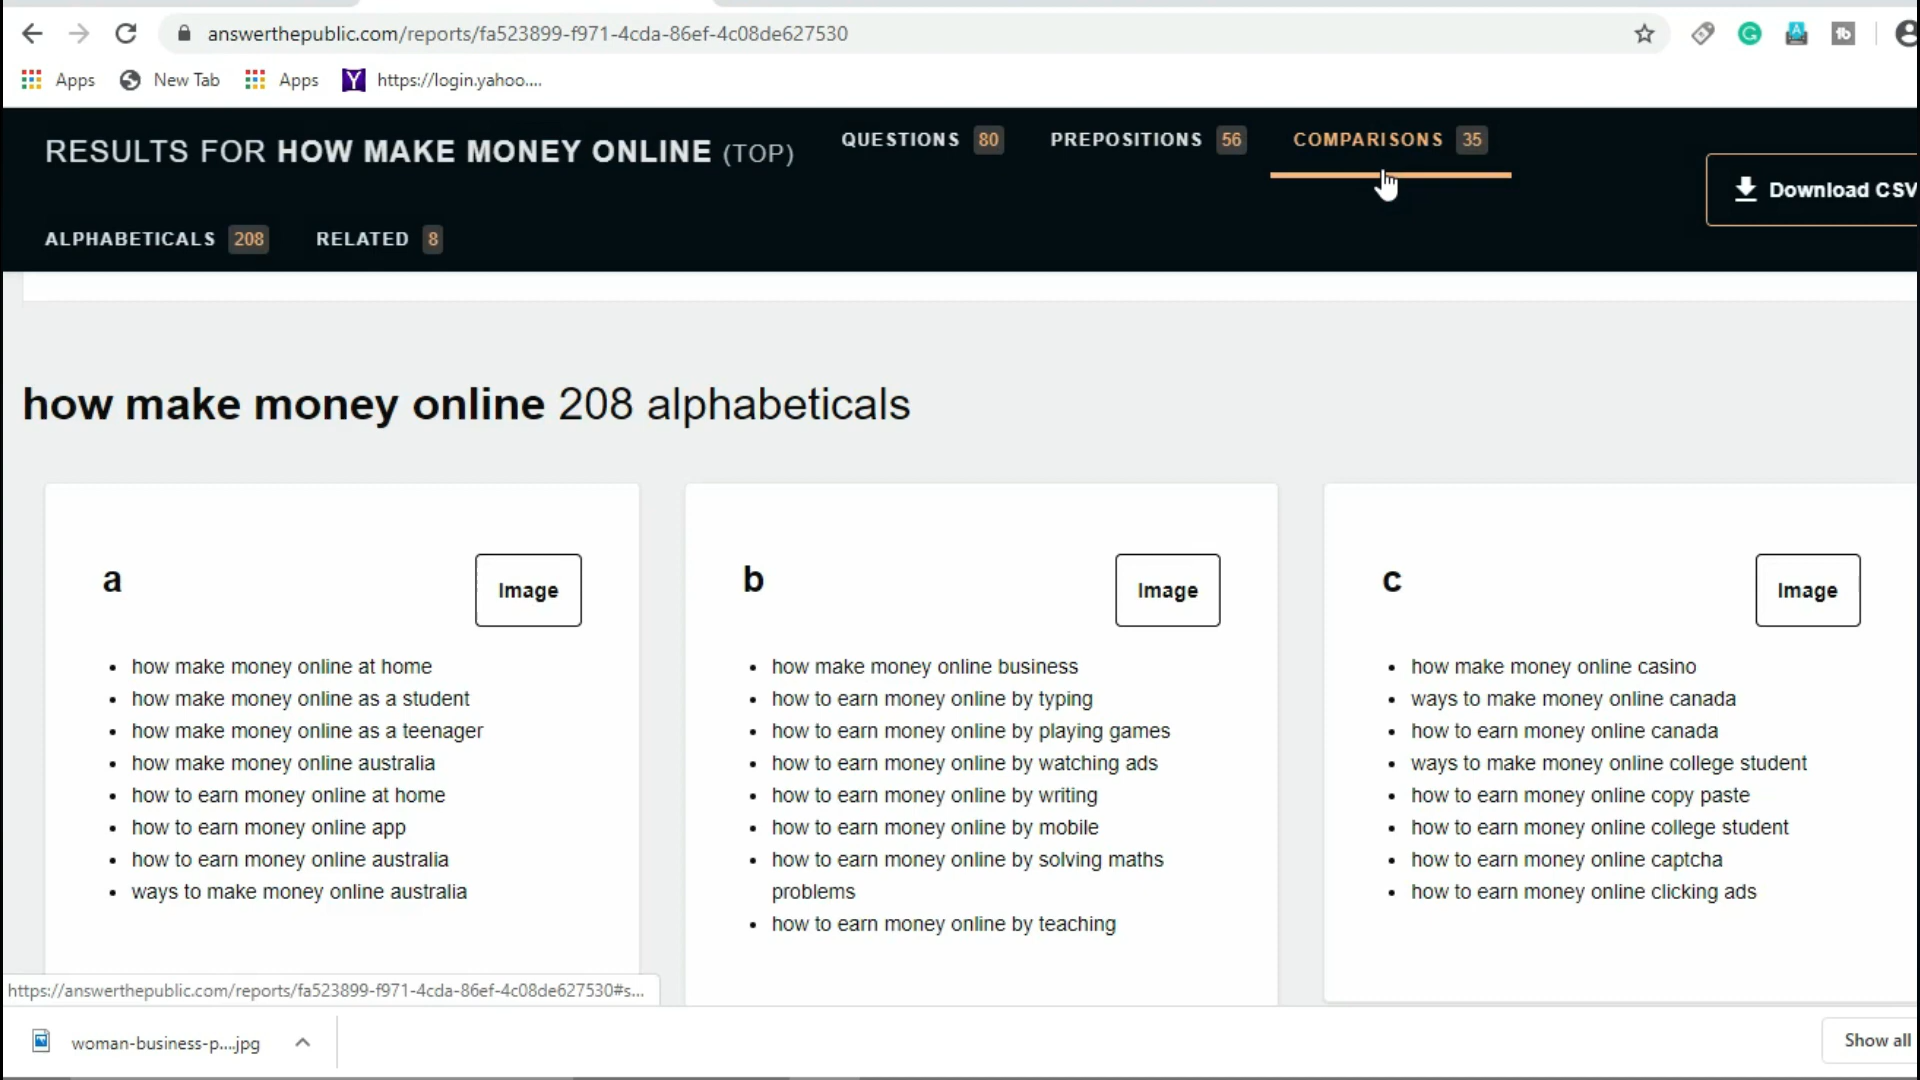 answerthepublic.com/reports/fa523899-f971-4cda-86ef-4c08de627530
Apps New Tab Apps https://login.yahoo....
RESULTS FOR HOW MAKE MONEY ONLINE (TOP)
QUESTIONS 80 PREPOSITIONS 56 COMPARISONS 35
Download CSV
ALPHABETICALS 208 RELATED 8
how make money online 208 alphabeticals
a
Image
how make money online at home
how make money online as a student
how make money online as a teenager
how make money online australia
how to earn money online at home
how to earn money online app
how to earn money online australia
ways to make money online australia
b
Image
how make money online business
how to earn money online by typing
how to earn money online by playing games
how to earn money online by watching ads
how to earn money online by writing
how to earn money online by mobile
how to earn money online by solving maths
problems
how to earn money online by teaching
c
Image
how make money online casino
ways to make money online canada
how to earn money online canada
ways to make money online college student
how to earn money online copy paste
how to earn money online college student
how to earn money online captcha
how to earn money online clicking ads
https://answerthepublic.com/reports/fa523899-f971-4cda-86ef-4c08de627530#s...
woman-business-p....jpg
Show all